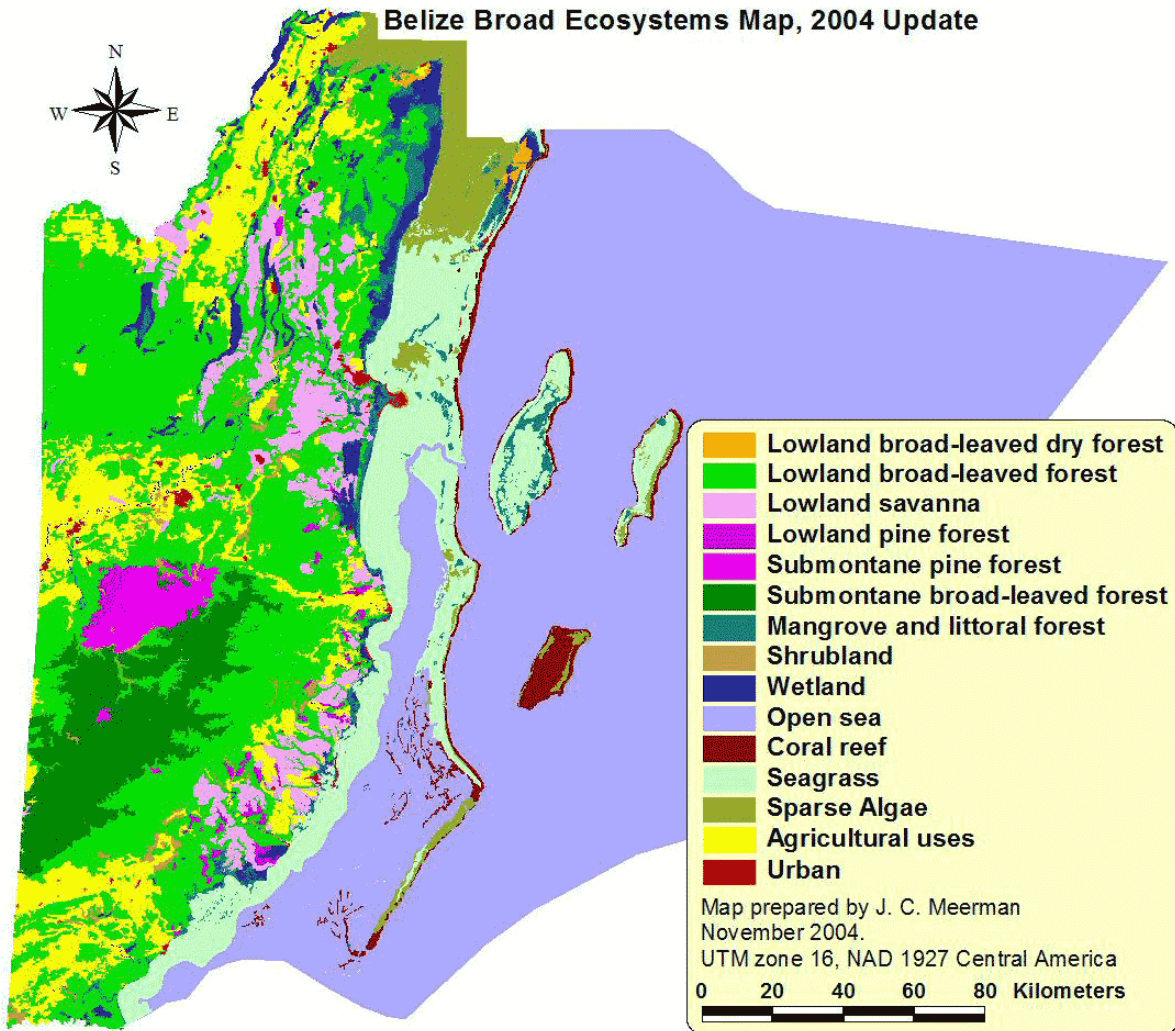 Belize Broad Ecosystems Map, 2004 Update
N
W E
S
Lowland broad-leaved dry forest
Lowland broad-leaved forest
Lowland savanna
Lowland pine forest
Submontane pine forest
Submontane broad-leaved forest
Mangrove and littoral forest
Shrubland
Wetland
Open sea
Coral reef
Seagrass
Sparse Algae
Agricultural uses
Urban
Map prepared by J. C. Meerman
November 2004.
UTM zone 16, NAD 1927 Central America
0 20 40 60 80 Kilometers